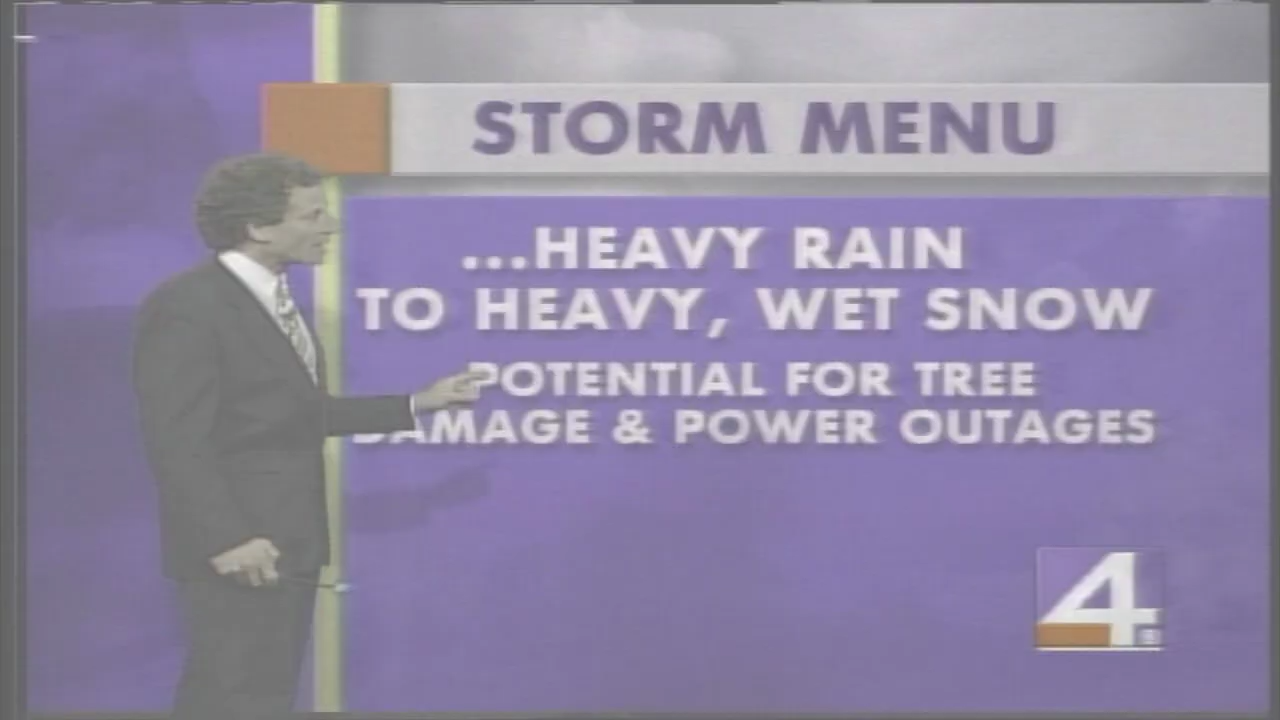 STORM MENU
...HEAVY RAIN
TO HEAVY, WET SNOW
POTENTIAL FOR TREE
DAMAGE & POWER OUTAGES
4